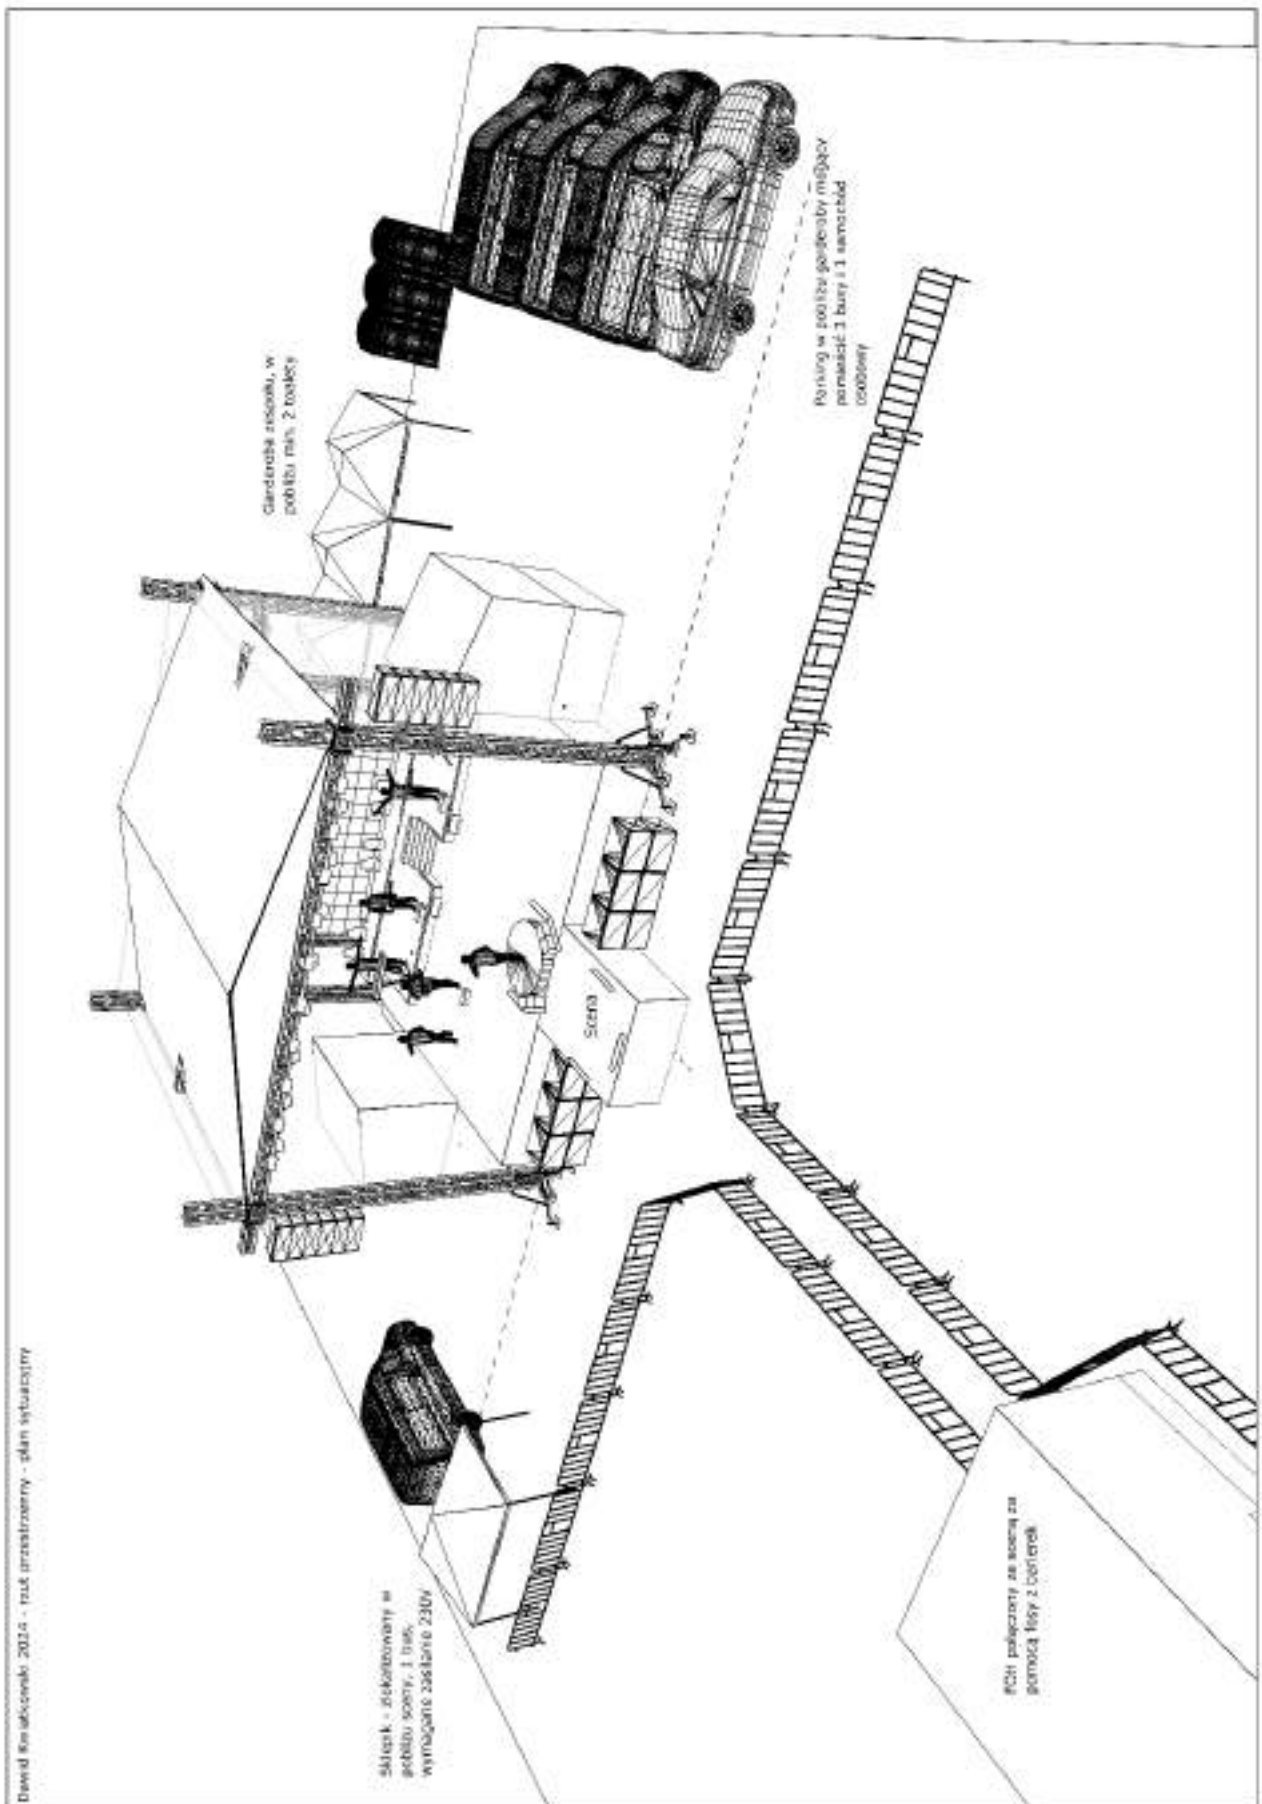 Dawid Kwiatkowski 2024 - rzut przestrzenny - plan sytuacyjny
Garderoba zespołu, w
pobliżu min. 2 toalety
Parking w pobliżu garderoby mogący
pomieścić 3 busy i 1 samochód
osobowy
Scena
Sklepik - zlokalizowany w
pobliżu sceny, 1 bus,
wymagane zasilanie 230V
FOH połączony ze sceną za
pomocą fosy z barierek